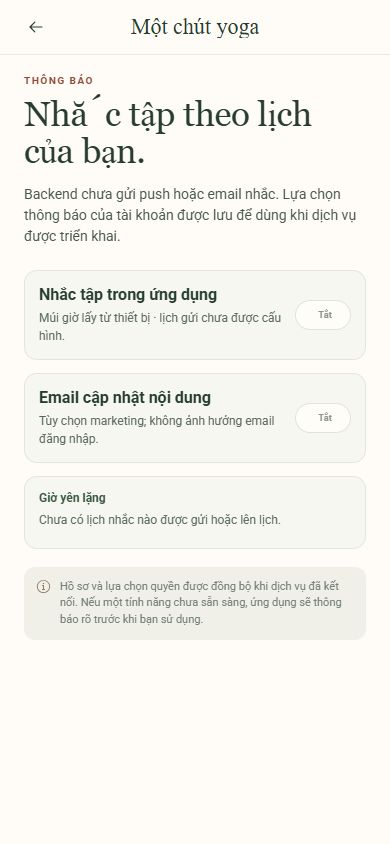 Một chút yoga
THÔNG BÁO
Nhắc tập theo lịch
của bạn.
Backend chưa gửi push hoặc email nhắc. Lựa chọn
thông báo của tài khoản được lưu để dùng khi dịch vụ
được triển khai.
Nhắc tập trong ứng dụng
Múi giờ lấy từ thiết bị · lịch gửi chưa được cấu
hình.
Tắt
Email cập nhật nội dung
Tùy chọn marketing; không ảnh hưởng email
đăng nhập.
Tắt
Giờ yên lặng
Chưa có lịch nhắc nào được gửi hoặc lên lịch.
Hồ sơ và lựa chọn quyền được đồng bộ khi dịch vụ đã kết
nối. Nếu một tính năng chưa sẵn sàng, ứng dụng sẽ thông
báo rõ trước khi bạn sử dụng.